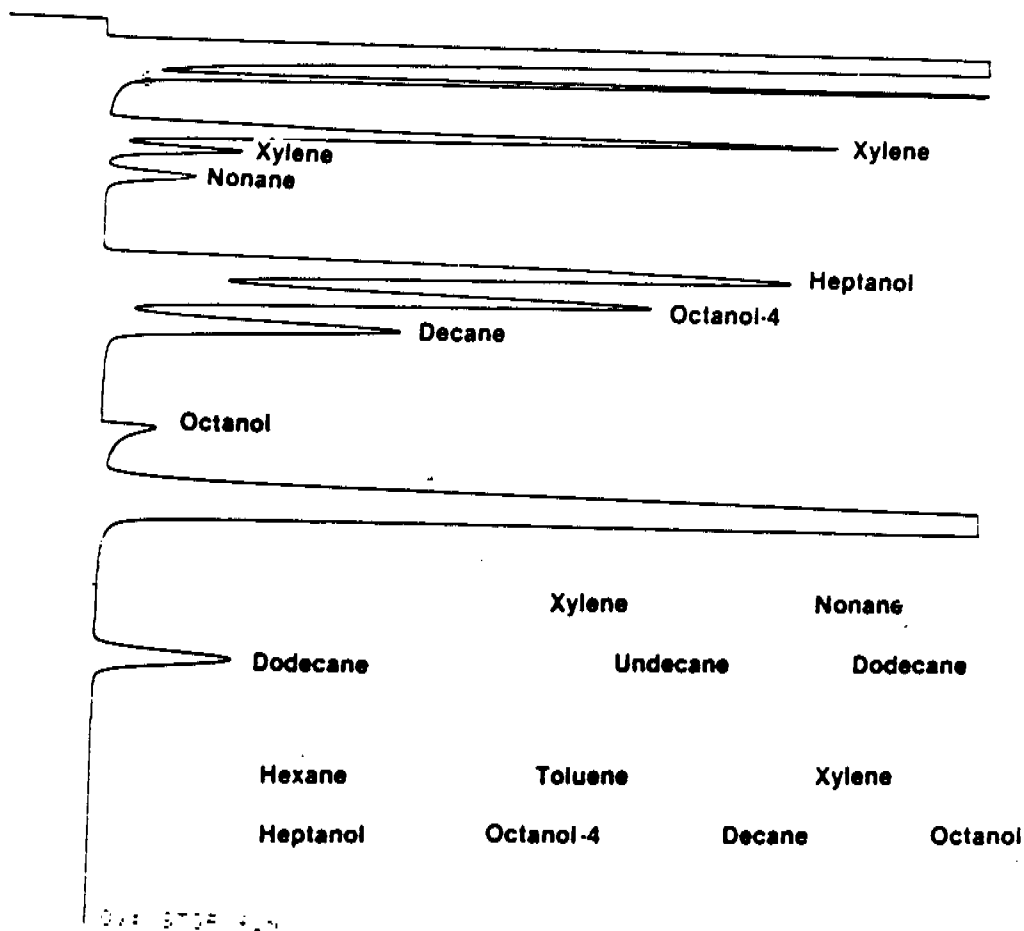 Xylene Xylene
Nonane
Heptanol
Octanol-4
Decane
Octanol
Xylene Nonane
Dodecane Undecane Dodecane
Hexane Toluene Xylene
Heptanol Octanol-4 Decane Octanol
STOP